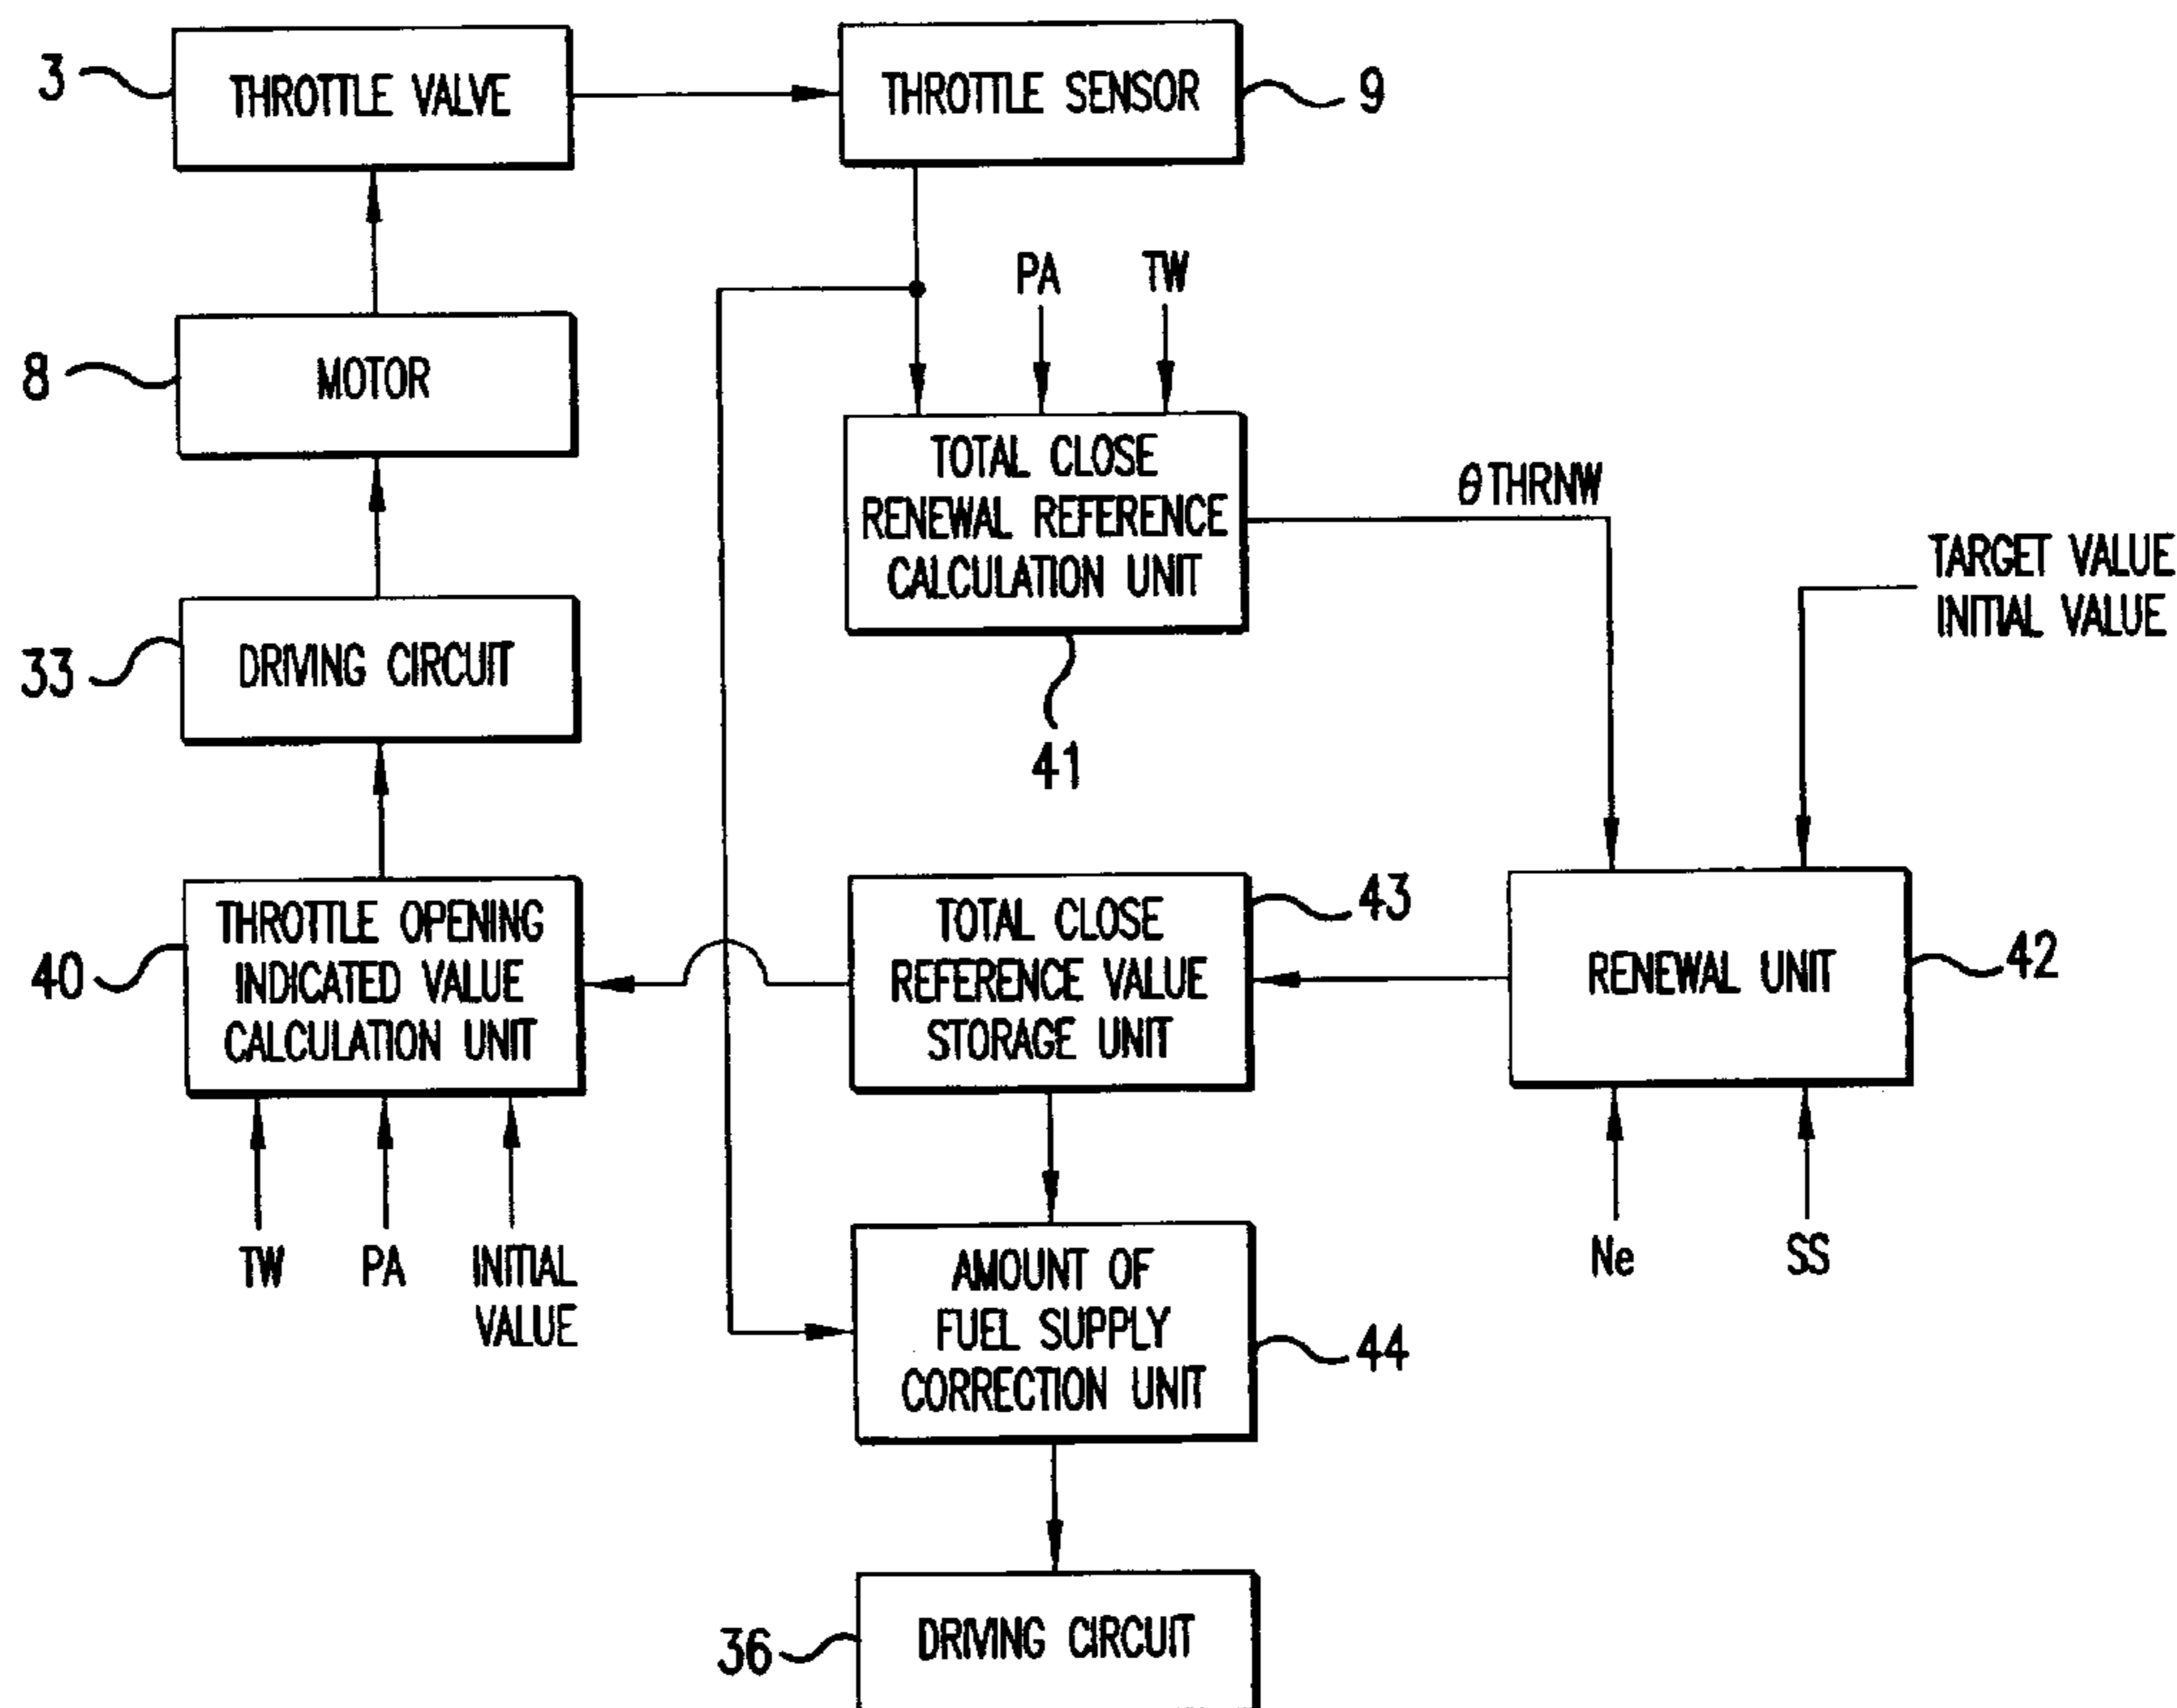 3
THROTTLE VALVE
THROTTLE SENSOR
9
PA
TW
8
MOTOR
TOTAL CLOSE
RENEWAL REFERENCE
CALCULATION UNIT
θTHRNW
TARGET VALUE
INITIAL VALUE
33
DRIVING CIRCUIT
41
40
THROTTLE OPENING
INDICATED VALUE
CALCULATION UNIT
TOTAL CLOSE
REFERENCE VALUE
STORAGE UNIT
43
RENEWAL UNIT
42
TW
PA
INITIAL
VALUE
Ne
SS
AMOUNT OF
FUEL SUPPLY
CORRECTION UNIT
44
36
DRIVING CIRCUIT